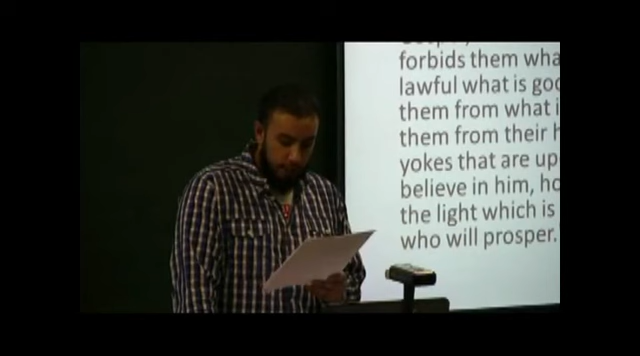 forbids them
lawful what is
them from what
them from their
yokes that are
believe in him,
the light which is
who will prosper.